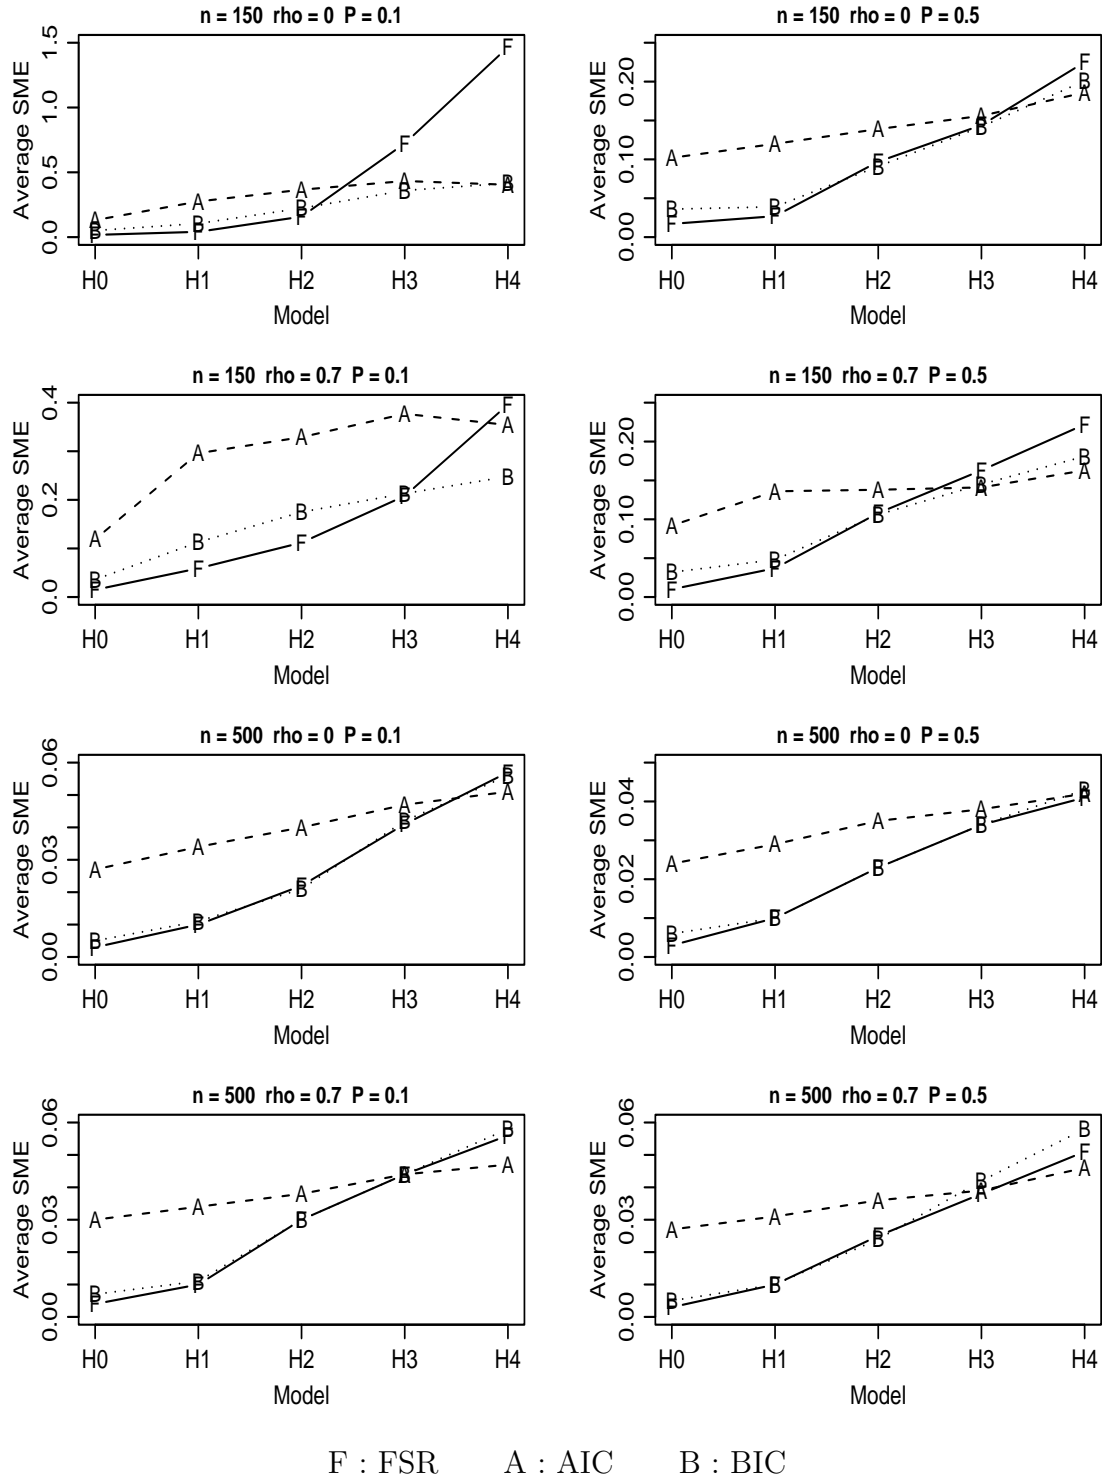 n = 150 rho = 0 P = 0.1
Average SME
0.0 0.5 1.0 1.5
F F F F F
A A A A A
B B B B B
H0 H1 H2 H3 H4
Model
n = 150 rho = 0 P = 0.5
Average SME
0.00 0.10 0.20
F F F F F
A A A A A
B B B B B
H0 H1 H2 H3 H4
Model
n = 150 rho = 0.7 P = 0.1
Average SME
0.0 0.2 0.4
F F F F F
A A A A A
B B B B B
H0 H1 H2 H3 H4
Model
n = 150 rho = 0.7 P = 0.5
Average SME
0.00 0.10 0.20
F F F F F
A A A A A
B B B B B
H0 H1 H2 H3 H4
Model
n = 500 rho = 0 P = 0.1
Average SME
0.00 0.03 0.06
F F F F F
A A A A A
B B B B B
H0 H1 H2 H3 H4
Model
n = 500 rho = 0 P = 0.5
Average SME
0.00 0.02 0.04
F F F F F
A A A A A
B B B B B
H0 H1 H2 H3 H4
Model
n = 500 rho = 0.7 P = 0.1
Average SME
0.00 0.03 0.06
F F F F F
A A A A A
B B B B B
H0 H1 H2 H3 H4
Model
n = 500 rho = 0.7 P = 0.5
Average SME
0.00 0.03 0.06
F F F F F
A A A A A
B B B B B
H0 H1 H2 H3 H4
Model
F : FSR A : AIC B : BIC